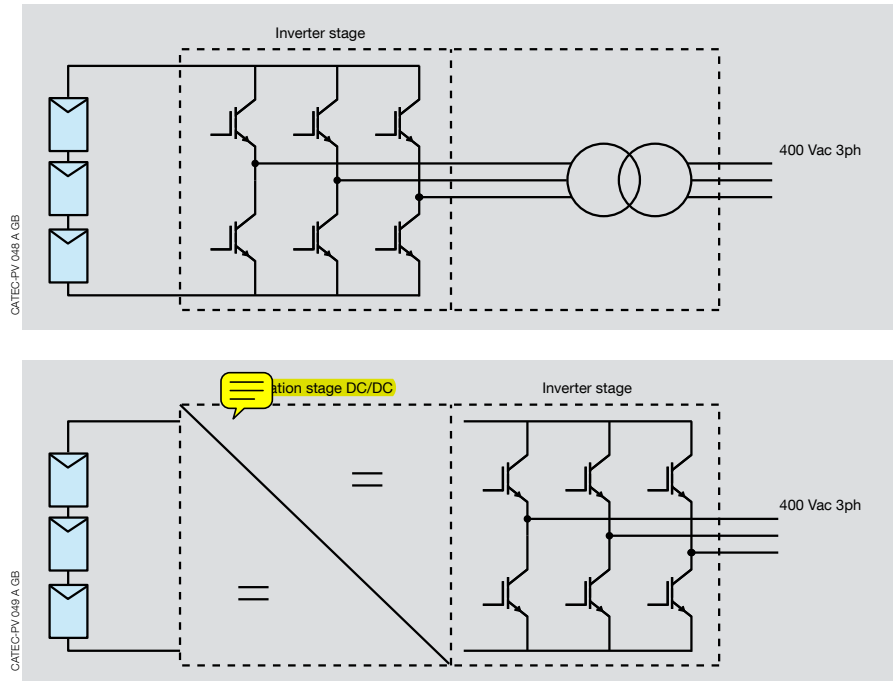 Inverter stage
400 Vac 3ph
CATEC-PV 048 A GB
stage DC/DC
Inverter stage
400 Vac 3ph
CATEC-PV 049 A GB